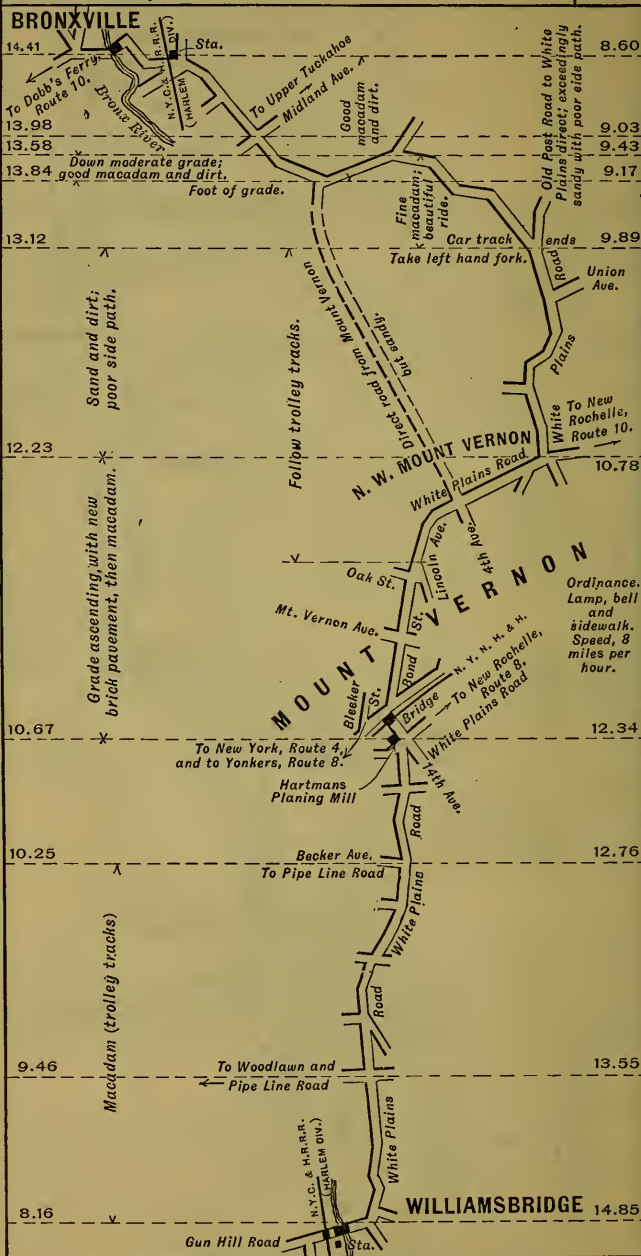 BRONXVILLE
14.41
8.60
Sta.
N.Y.C. & H.R.R.R.
(HARLEM DIV.)
To Dobb's Ferry,
Route 10.
Bronx River
To Upper Tuckahoe
Midland Ave.
Good
macadam
and dirt.
Old Post Road to White
Plains direct; exceedingly
sandy with poor side path.
13.98
9.03
13.58
9.43
Down moderate grade;
good macadam and dirt.
13.84
9.17
Foot of grade.
Fine
macadam;
beautiful
ride.
13.12
Car track ends
9.89
Take left hand fork.
Road
Union
Ave.
Plains
White
Sand and dirt;
poor side path.
Follow trolley tracks.
Direct road from Mount Vernon
but sandy.
To New
Rochelle,
Route 10.
12.23
N. W. MOUNT VERNON
10.78
White Plains Road
Lincoln Ave.
4th Ave.
Grade ascending, with new
brick pavement, then macadam.
Oak St.
MOUNT VERNON
Ordinance.
Lamp, bell
and
sidewalk.
Speed, 8
miles per
hour.
Mt. Vernon Ave.
Bond St.
Bleeker St.
N. Y. N. H. & H.
Bridge
To New Rochelle,
Route 8.
White Plains Road
10.67
12.34
To New York, Route 4,
and to Yonkers, Route 8.
14th Ave.
Hartmans
Planing Mill
Road
10.25
Becker Ave.
12.76
To Pipe Line Road
White Plains
Road
Macadam (trolley tracks)
9.46
To Woodlawn and
13.55
Pipe Line Road
White Plains
N.Y.C. & H.R.R.R.
(HARLEM DIV.)
8.16
WILLIAMSBRIDGE
14.85
Gun Hill Road
Sta.